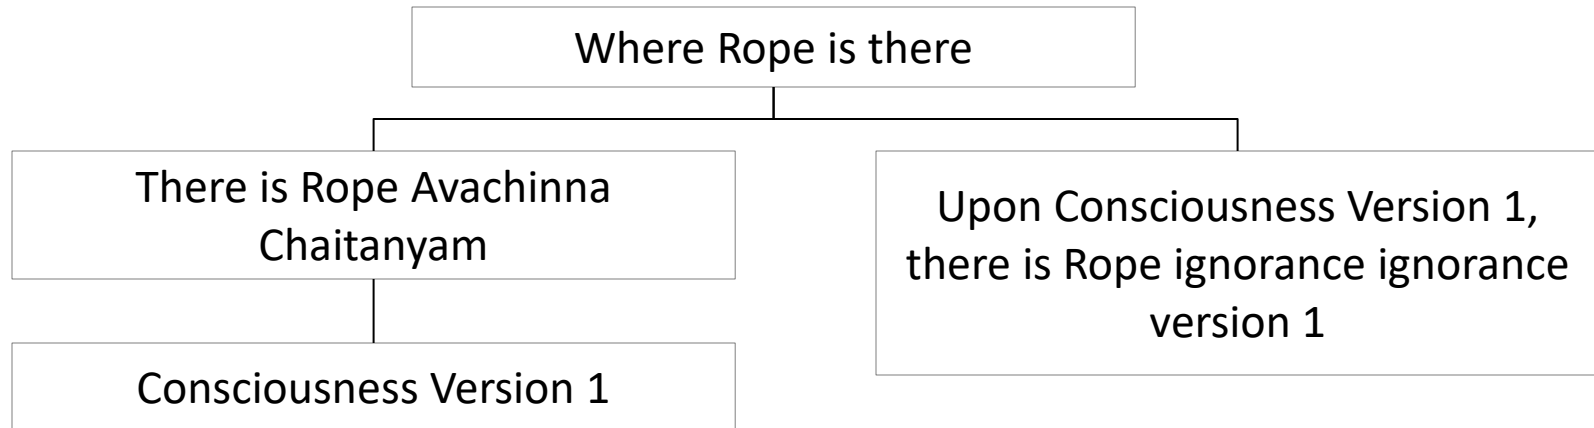 Where Rope is there
There is Rope Avachinna
Chaitanyam
Upon Consciousness Version 1,
there is Rope ignorance ignorance
version 1
Consciousness Version 1